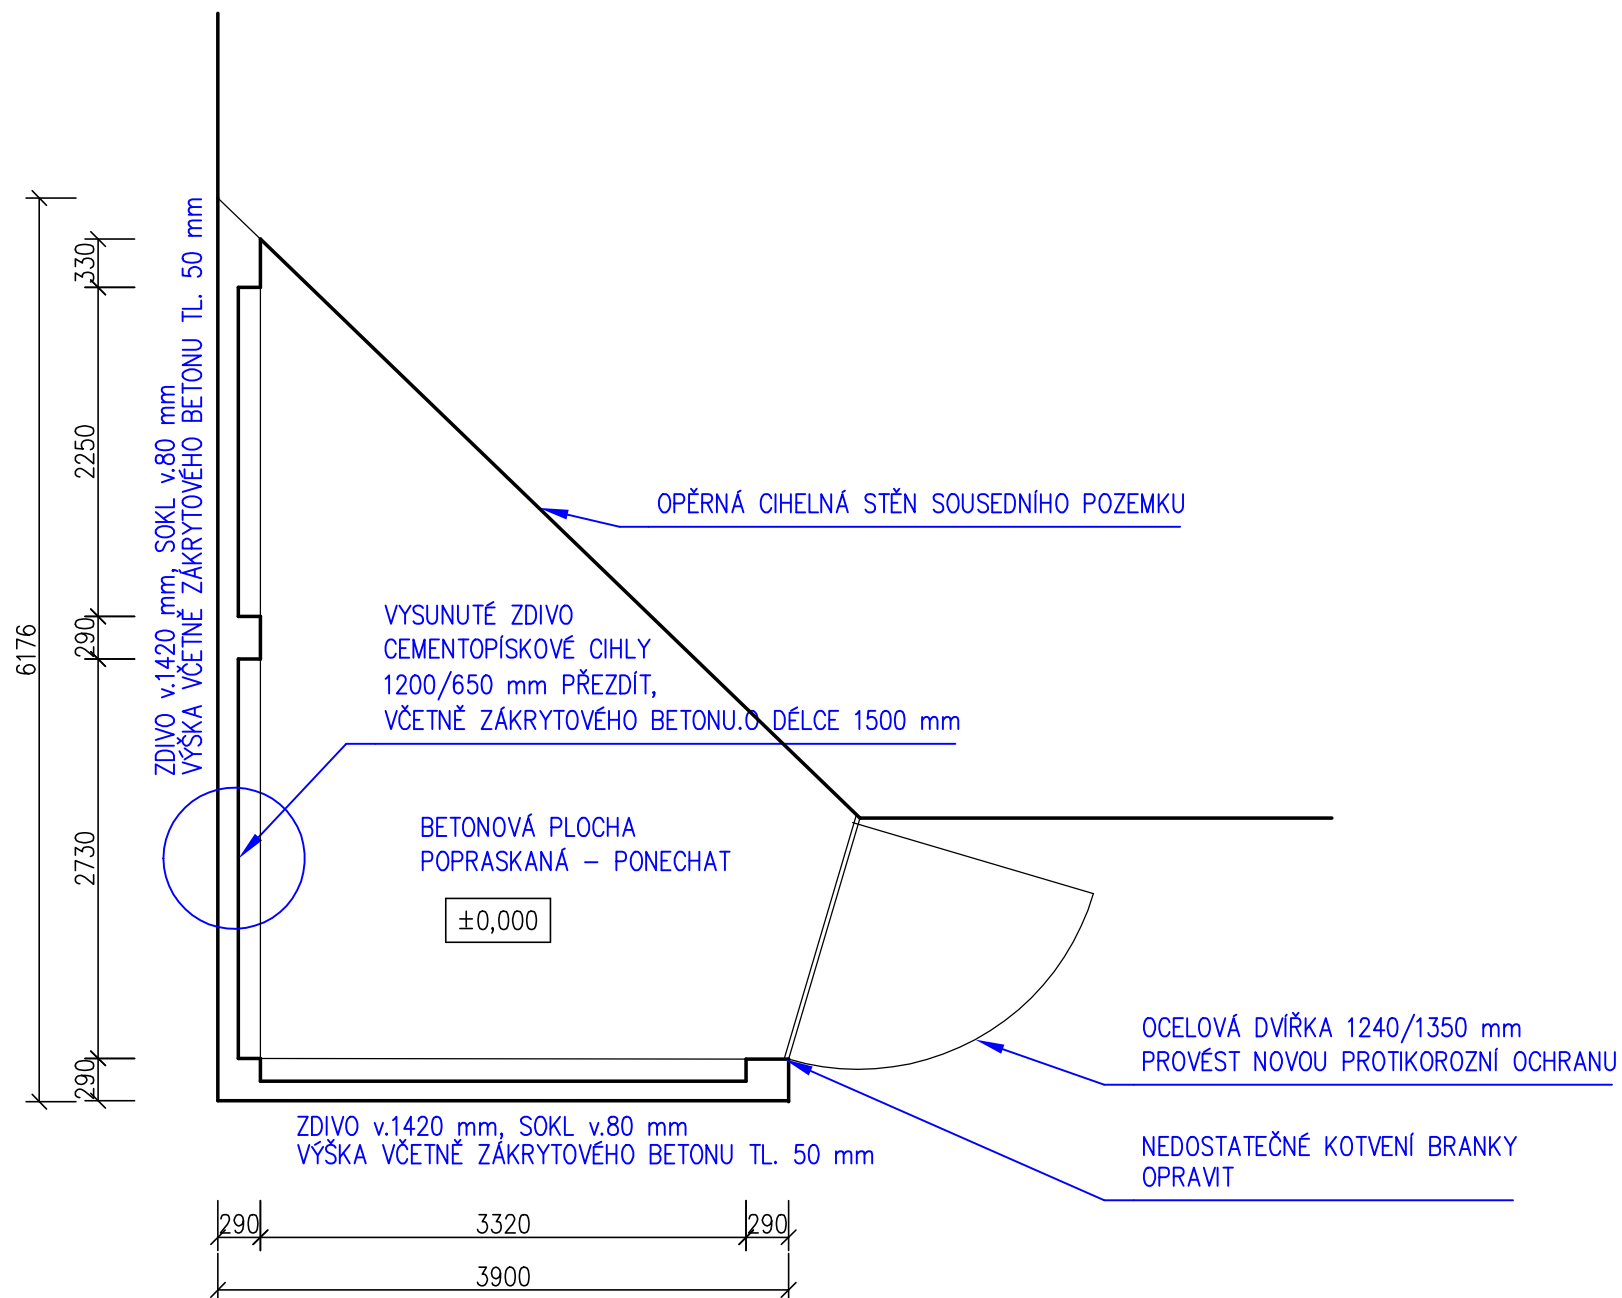 6176
330
2250
290
2730
290
ZDIVO v.1420 mm, SOKL v.80 mm
VÝŠKA VČETNĚ ZÁKRYTOVÉHO BETONU TL. 50 mm
OPĚRNÁ CIHELNÁ STĚN SOUSEDNÍHO POZEMKU
VYSUNUTÉ ZDIVO
CEMENTOPÍSKOVÉ CIHLY
1200/650 mm PŘEZDÍT,
VČETNĚ ZÁKRYTOVÉHO BETONU.O DÉLCE 1500 mm
BETONOVÁ PLOCHA
POPRASKANÁ – PONECHAT
±0,000
OCELOVÁ DVÍŘKA 1240/1350 mm
PROVÉST NOVOU PROTIKOROZNÍ OCHRANU
NEDOSTATEČNÉ KOTVENÍ BRANKY
OPRAVIT
ZDIVO v.1420 mm, SOKL v.80 mm
VÝŠKA VČETNĚ ZÁKRYTOVÉHO BETONU TL. 50 mm
290 3320 290
3900